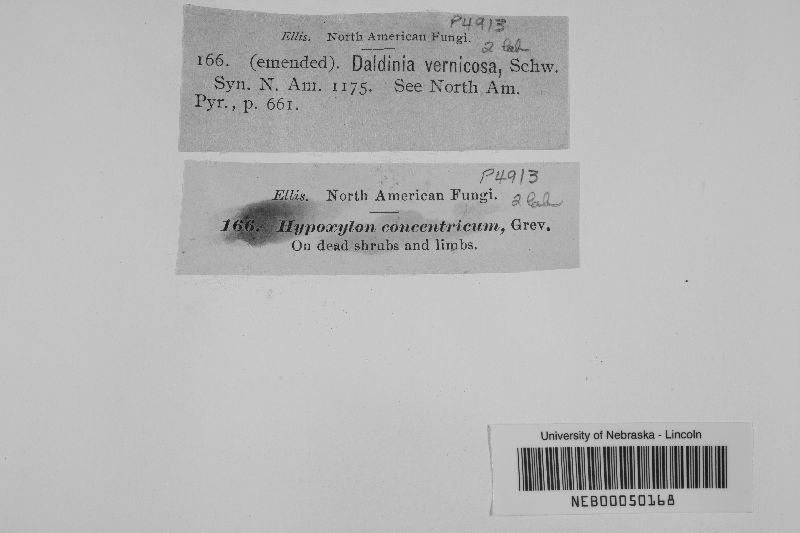 P4913
Ellis. North American Fungi.
2 lab
166. (emended). Daldinia vernicosa, Schw.
Syn. N. Am. 1175. See North Am.
Pyr., p. 661.
P4913
Ellis. North American Fungi.
2 lab
166. Hypoxylon concentricum, Grev.
On dead shrubs and limbs.
University of Nebraska - Lincoln
NEB00050168